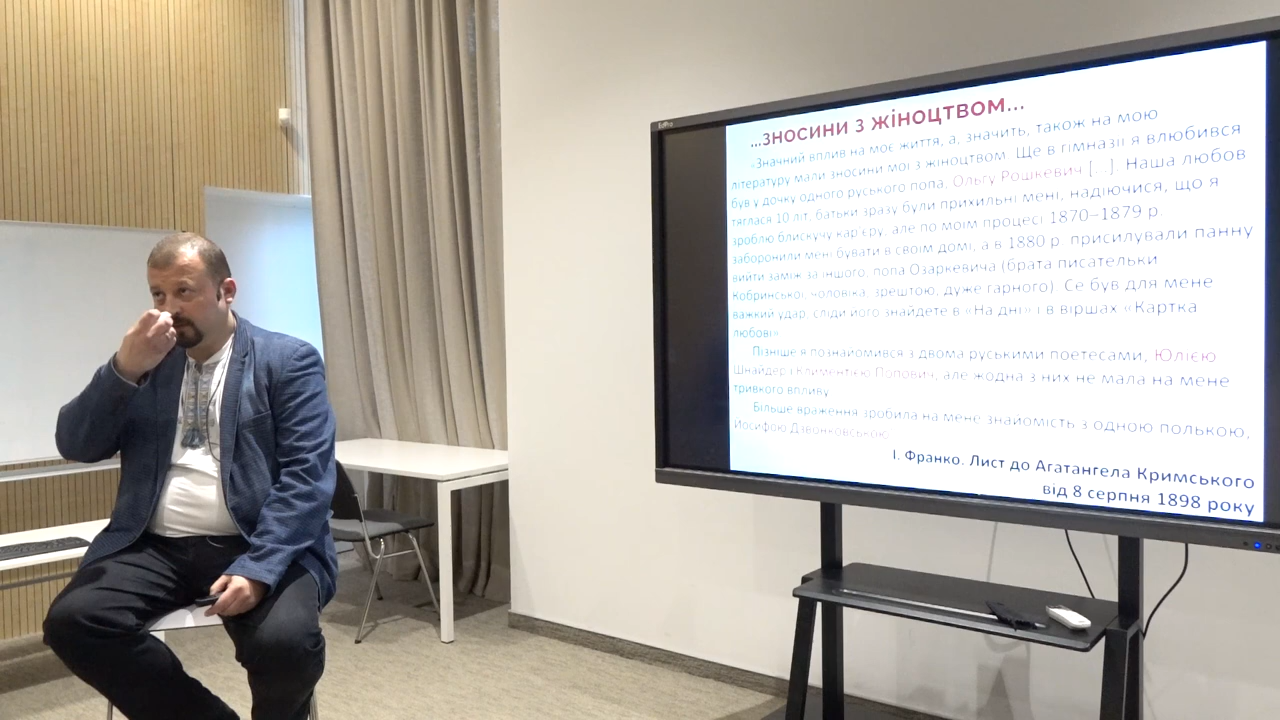 EdPro
...ЗНОСИНИ З ЖІНОЦТВОМ...
«Значний вплив на моє життя, а, значить, також на мою
літературу мали зносини мої з жіноцтвом. Ще в гімназії я влюбився
був у дочку одного руського попа, Ольгу Рошкевич [...]. Наша любов
тяглася 10 літ, батьки зразу були прихильні мені, надіючися, що я
зроблю блискучу кар'єру, але по моїм процесі 1870–1879 р.
заборонили мені бувати в своїм домі, а в 1880 р. присилували панну
вийти заміж за іншого, попа Озаркевича (брата писательки
Кобринської, чоловіка, зрештою, дуже гарного). Се був для мене
важкий удар, сліди його знайдете в «На дні» і в віршах «Картка
любові».
Пізніше я познайомився з двома руськими поетесами, Юлією
Шнайдер і Климентією Попович, але жодна з них не мала на мене
тривкого впливу.
Більше враження зробила на мене знайомість з одною полькою,
Йосифою Дзвонковською.
І. Франко. Лист до Агатангела Кримського
від 8 серпня 1898 року